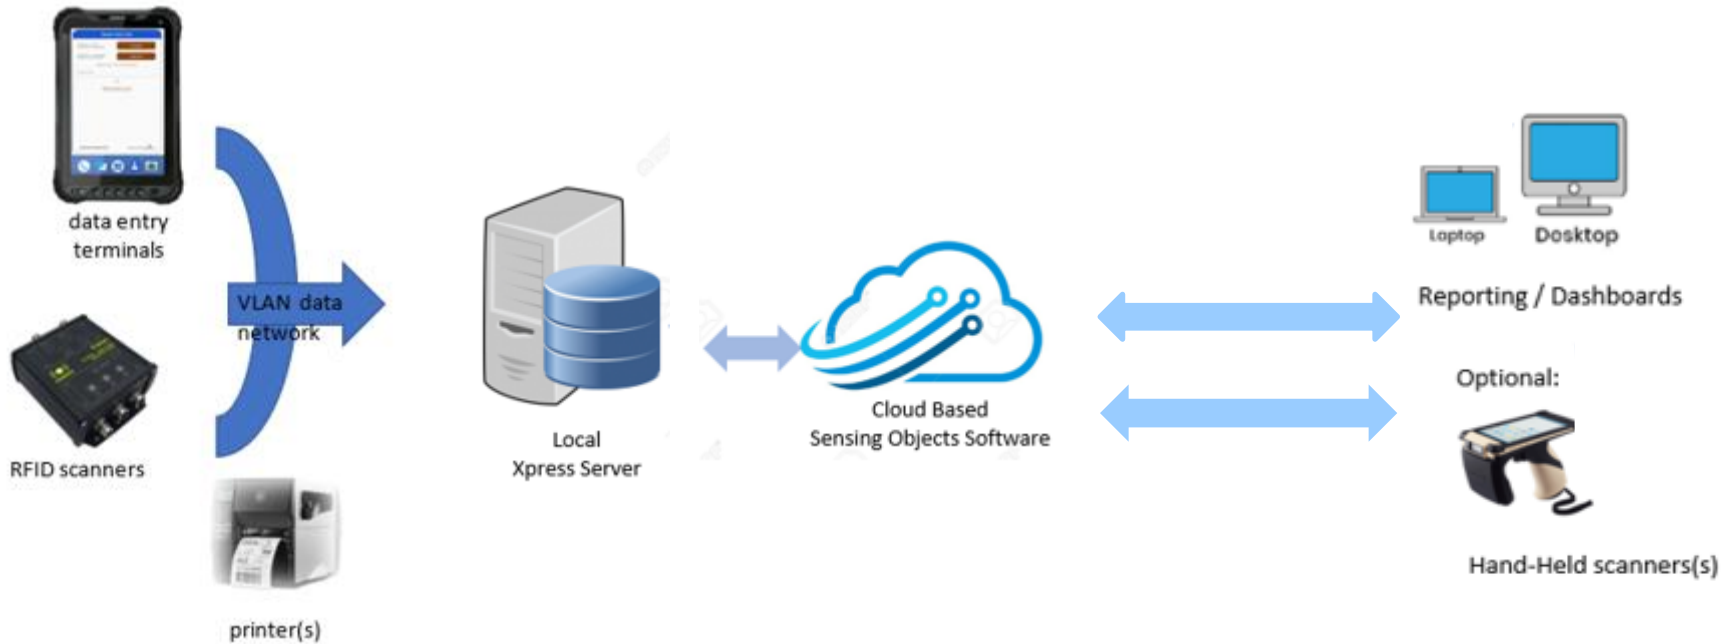 data entry
terminals
RFID scanners
VLAN data
network
printer(s)
Local
Xpress Server
Cloud Based
Sensing Objects Software
Laptop
Desktop
Reporting / Dashboards
Optional:
Hand-Held scanners(s)